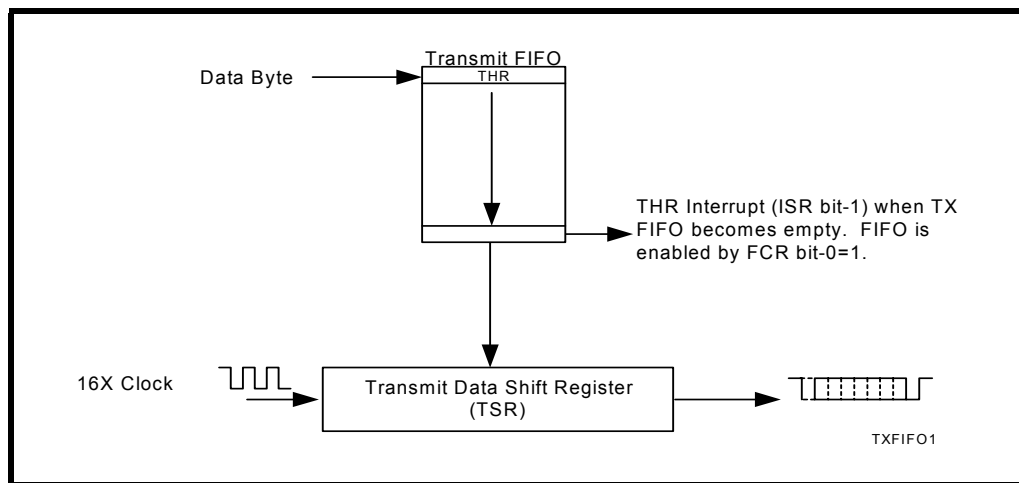 Transmit FIFO
Data Byte
THR
THR Interrupt (ISR bit-1) when TX
FIFO becomes empty. FIFO is
enabled by FCR bit-0=1.
16X Clock
Transmit Data Shift Register
(TSR)
TXFIFO1